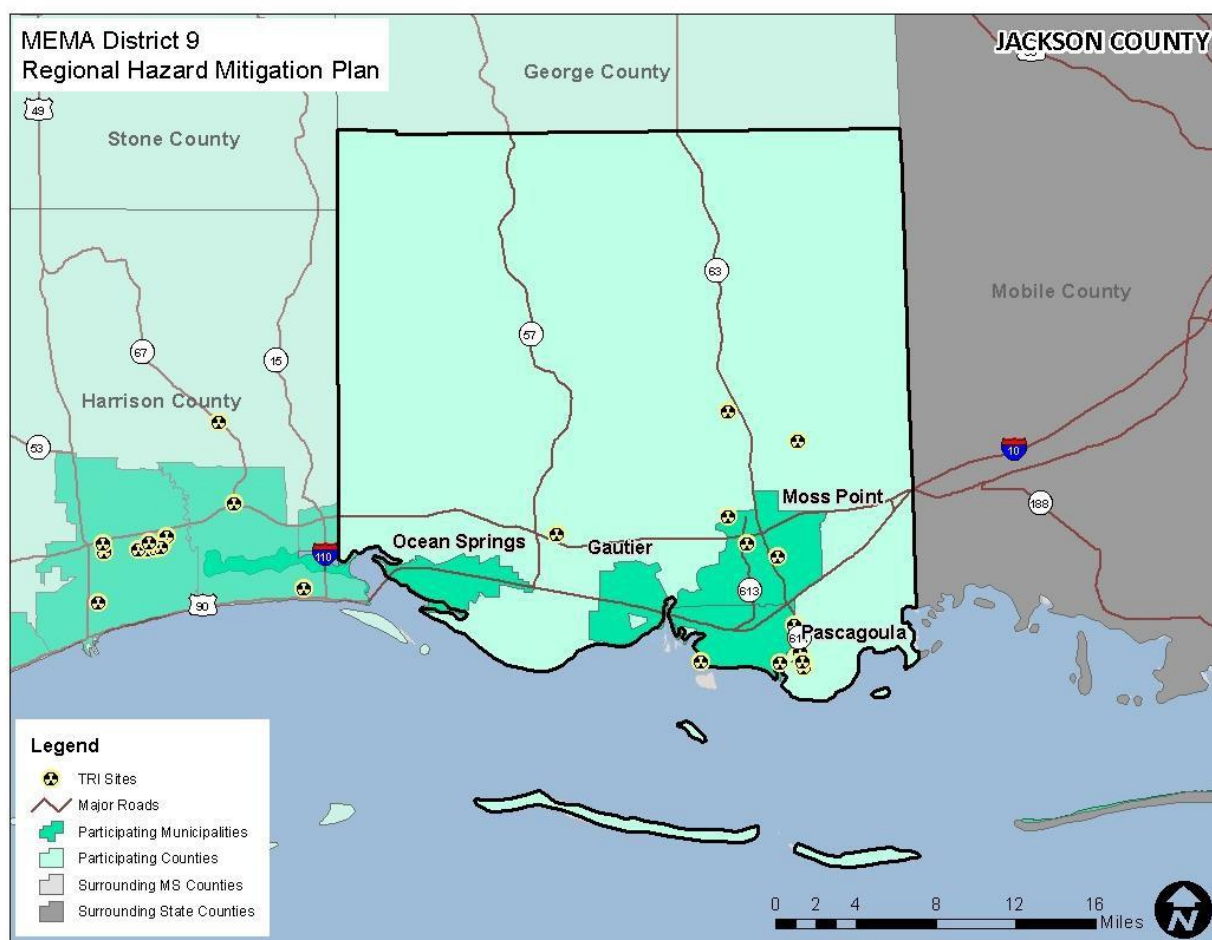 MEMA District 9
Regional Hazard Mitigation Plan
JACKSON COUNTY
George County
49
Stone County
63
57
Mobile County
67
15
Harrison County
53
10
Moss Point
188
Ocean Springs
Gautier
110
613
90
Pascagoula
Legend
TRI Sites
Major Roads
Participating Municipalities
Participating Counties
Surrounding MS Counties
Surrounding State Counties
0 2 4 8 12 16
Miles
N